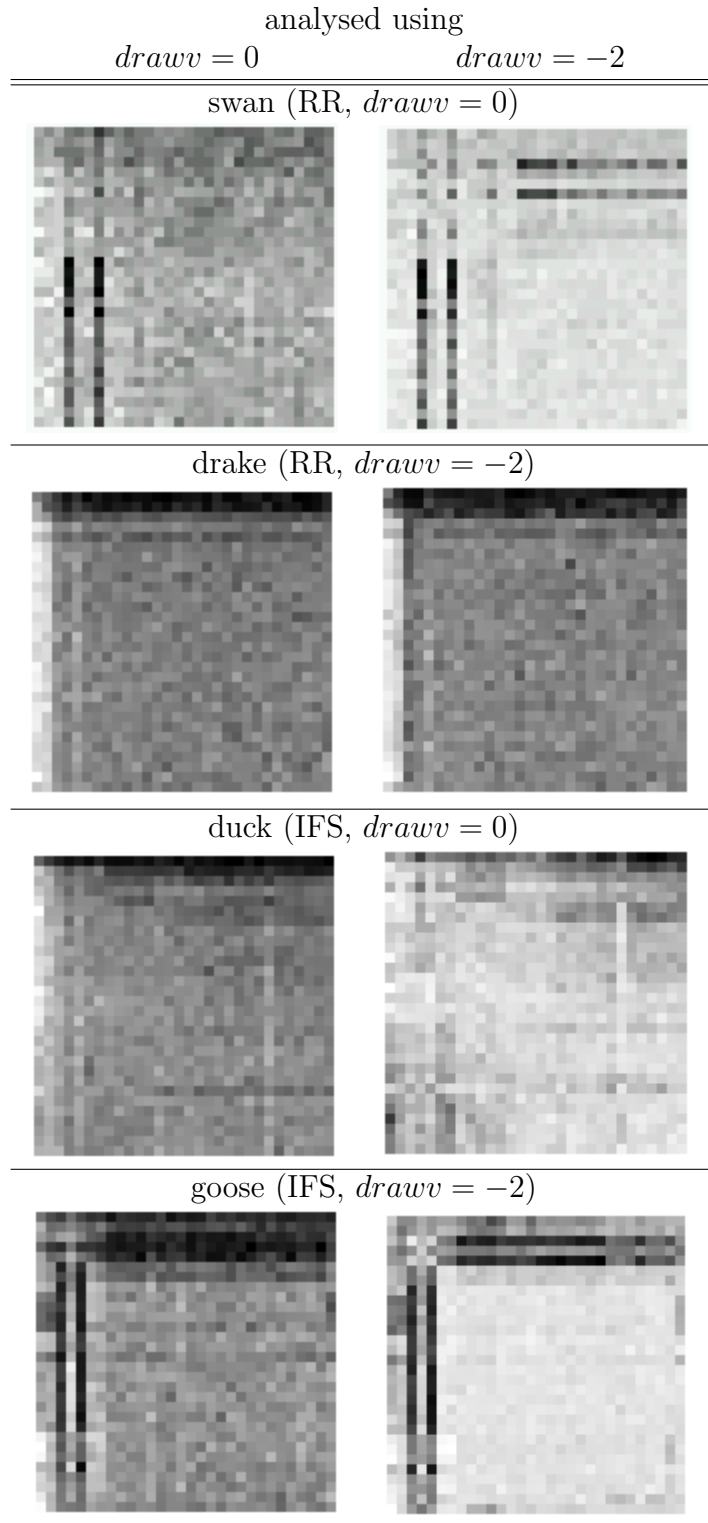 analysed using
drawv = 0 drawv = −2
swan (RR, drawv = 0)
drake (RR, drawv = −2)
duck (IFS, drawv = 0)
goose (IFS, drawv = −2)